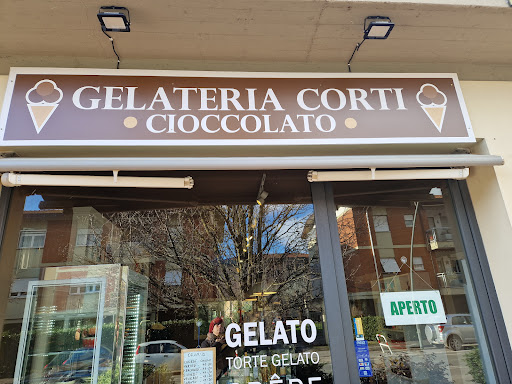 GELATERIA CORTI
• CIOCCOLATO •
APERTO
GELATO
TORTE GELATO